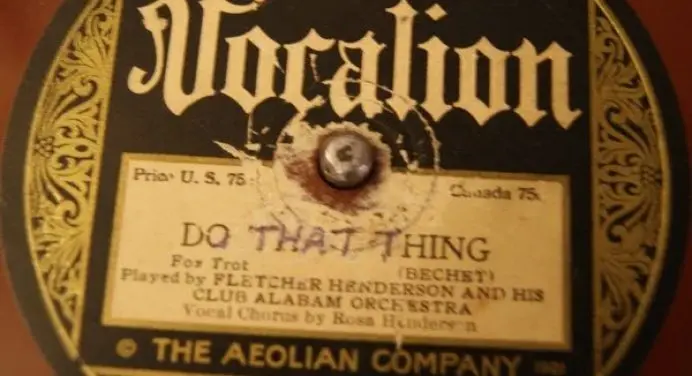 Vocalion
Price U. S. 75
Canada 75
DO THAT THING
Fox Trot
(BECHET)
Played by FLETCHER HENDERSON AND HIS
CLUB ALABAM ORCHESTRA
Vocal Chorus by Rosa Henderson
© THE AEOLIAN COMPANY